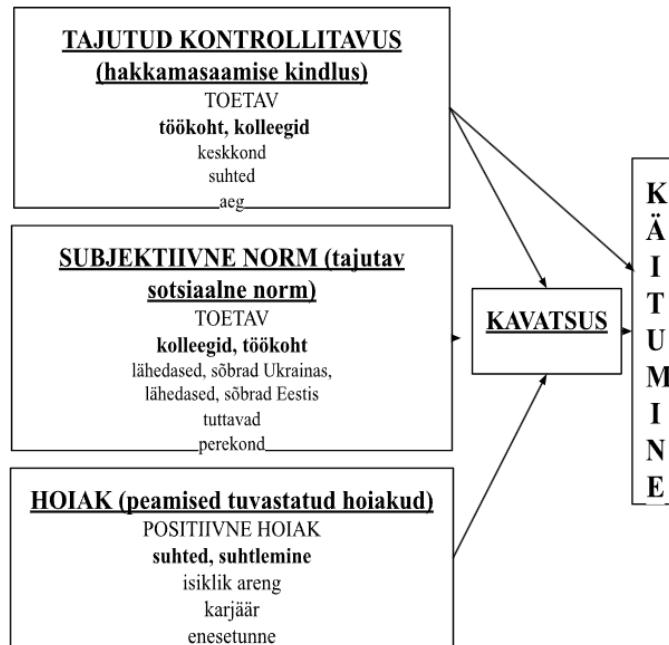 TAJUTUD KONTROLLITAVUS
(hakkamasaamise kindlus)
TOETAV
töökoht, kolleegid
keskkond
suhted
aeg
SUBJEKTIIVNE NORM (tajutav
sotsiaalne norm)
TOETAV
kolleegid, töökoht
lähedased, sõbrad Ukrainas,
lähedased, sõbrad Eestis
tuttavad
perekond
HOIAK (peamised tuvastatud hoiakud)
POSITIIVNE HOIAK
suhted, suhtlemine
isiklik areng
karjäär
enesetunne
KAVATSUS
KÄITUMINE